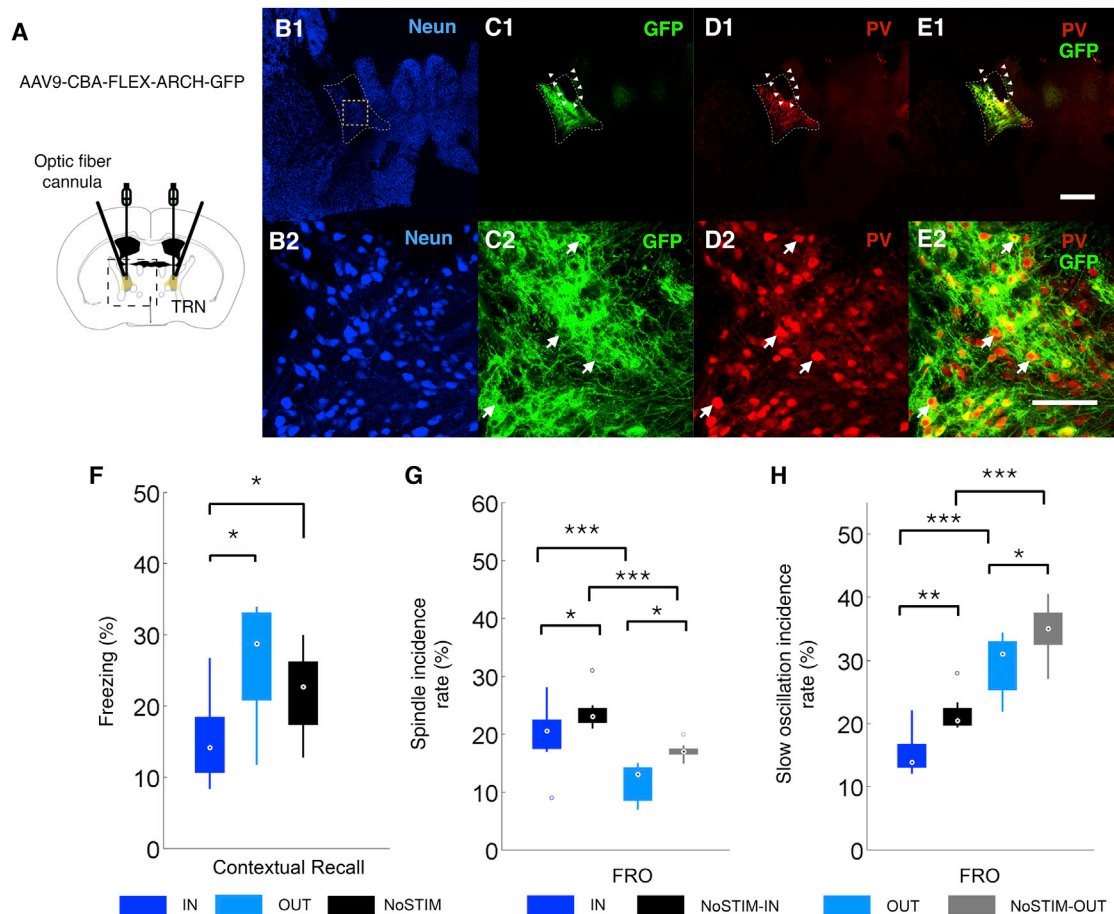 A
AAV9-CBA-FLEX-ARCH-GFP
Optic fiber
cannula
TRN
B1
Neun
C1
GFP
D1
PV
E1
PV
GFP
B2
Neun
C2
GFP
D2
PV
E2
PV
GFP
F
Freezing (%)
50
40
30
20
10
0
*
*
Contextual Recall
IN
OUT
NoSTIM
G
Spindle incidence
rate (%)
60
50
40
30
20
10
0
***
***
*
*
FRO
H
Slow oscillation incidence
rate (%)
50
40
30
20
10
0
***
***
*
**
FRO
IN
NoSTIM-IN
OUT
NoSTIM-OUT